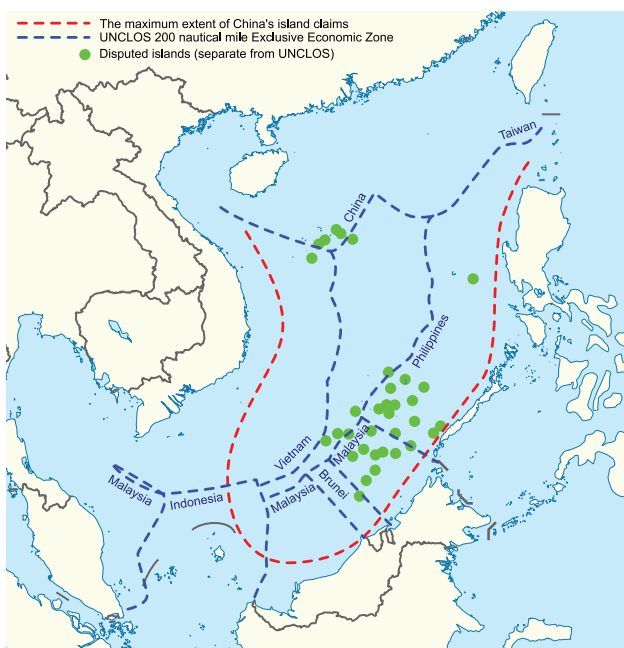 The maximum extent of China's island claims
UNCLOS 200 nautical mile Exclusive Economic Zone
Disputed islands (separate from UNCLOS)
Taiwan
China
Philippines
Malaysia
Vietnam
Brunei
Malaysia
Indonesia
Malaysia